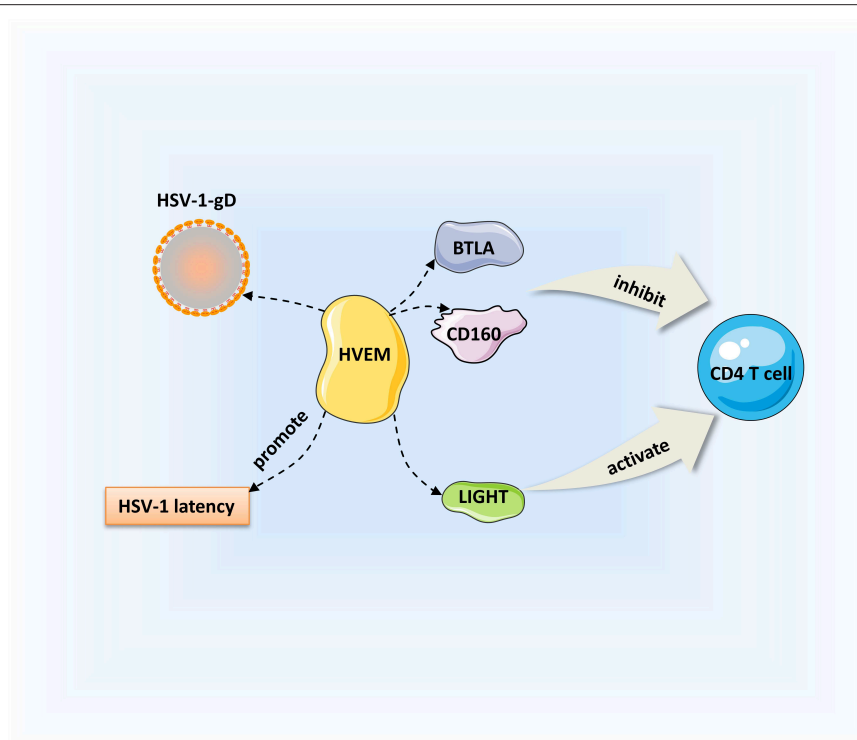 HSV-1-gD
BTLA
inhibit
CD160
HVEM
CD4 T cell
promote
activate
LIGHT
HSV-1 latency